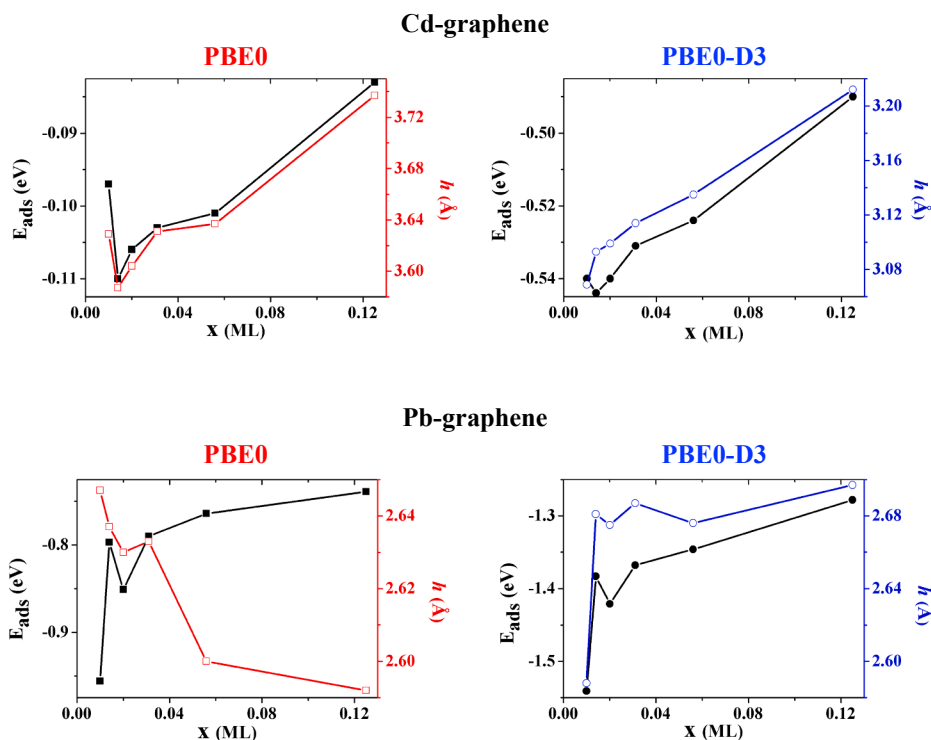 Cd-graphene
PBE0
PBE0-D3
-0.09
-0.10
-0.11
E_ads (eV)
3.72
3.68
3.64
3.60
h (Å)
0.00 0.04 0.08 0.12
x (ML)
-0.50
-0.52
-0.54
E_ads (eV)
3.20
3.16
3.12
3.08
h (Å)
0.00 0.04 0.08 0.12
x (ML)
Pb-graphene
PBE0
PBE0-D3
-0.8
-0.9
E_ads (eV)
2.64
2.62
2.60
h (Å)
0.00 0.04 0.08 0.12
x (ML)
-1.3
-1.4
-1.5
E_ads (eV)
2.68
2.64
2.60
h (Å)
0.00 0.04 0.08 0.12
x (ML)